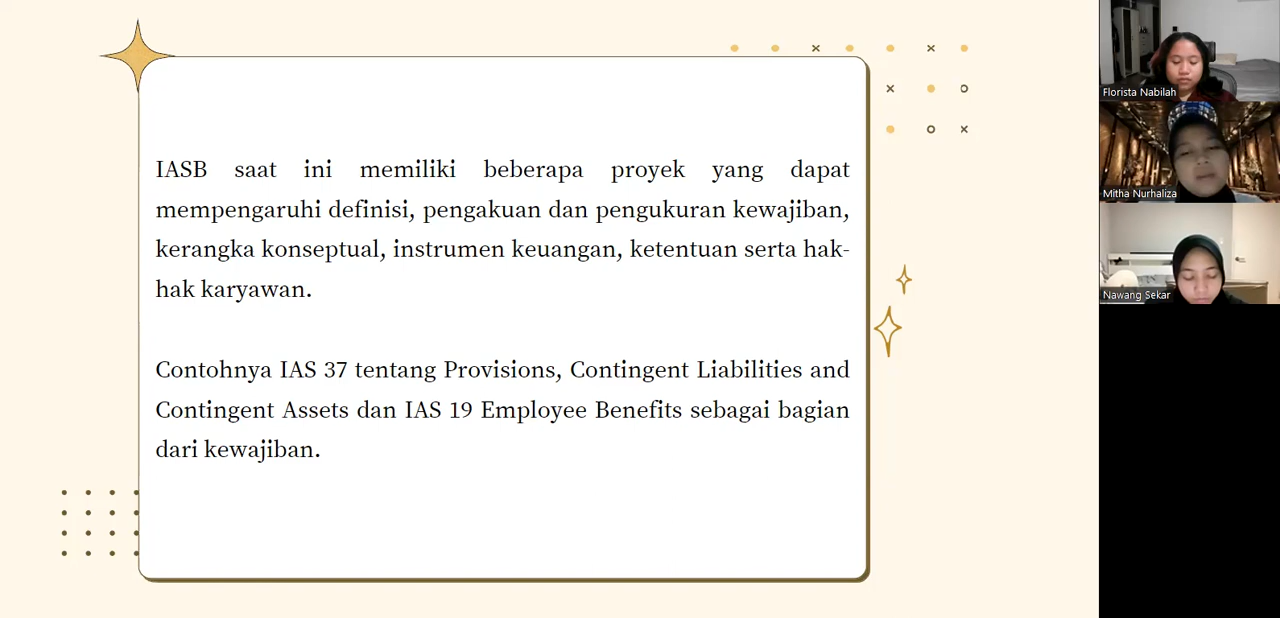 IASB saat ini memiliki beberapa proyek yang dapat
mempengaruhi definisi, pengakuan dan pengukuran kewajiban,
kerangka konseptual, instrumen keuangan, ketentuan serta hak-
hak karyawan.
Contohnya IAS 37 tentang Provisions, Contingent Liabilities and
Contingent Assets dan IAS 19 Employee Benefits sebagai bagian
dari kewajiban.
Florista Nabilah
Mitha Nurhaliza
Nawang Sekar